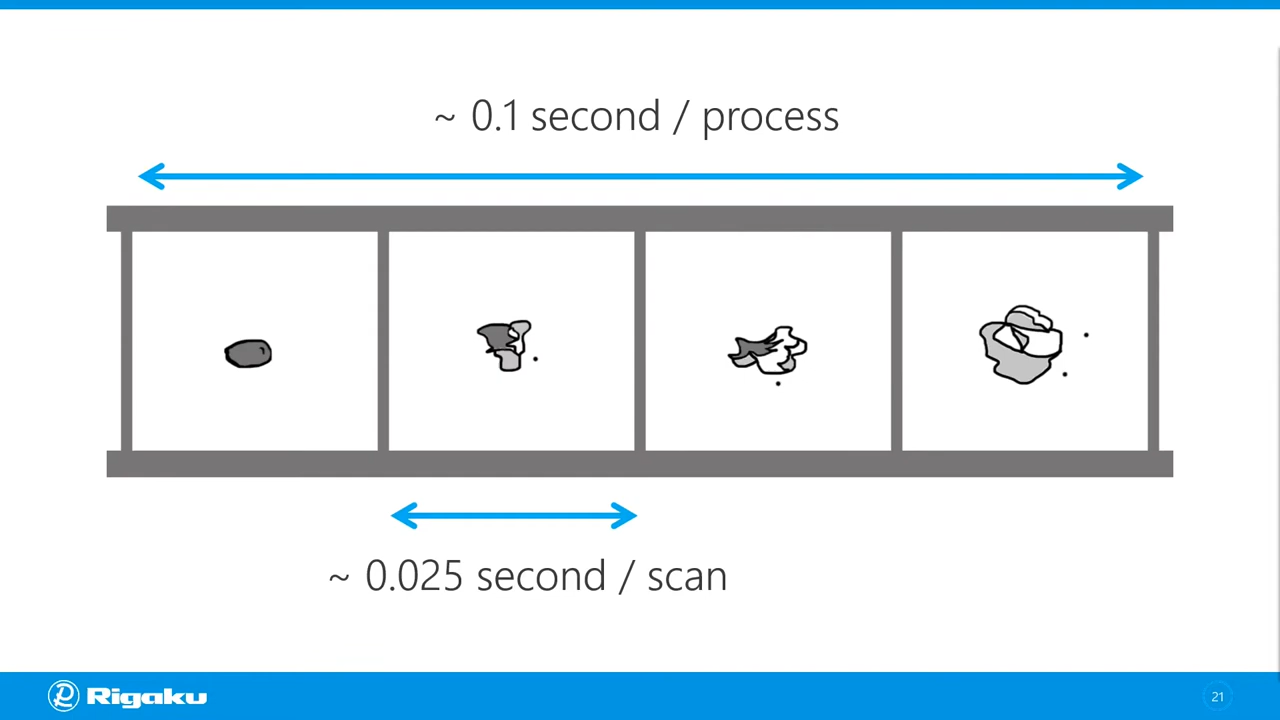 ~ 0.1 second / process
~ 0.025 second / scan
Rigaku
21